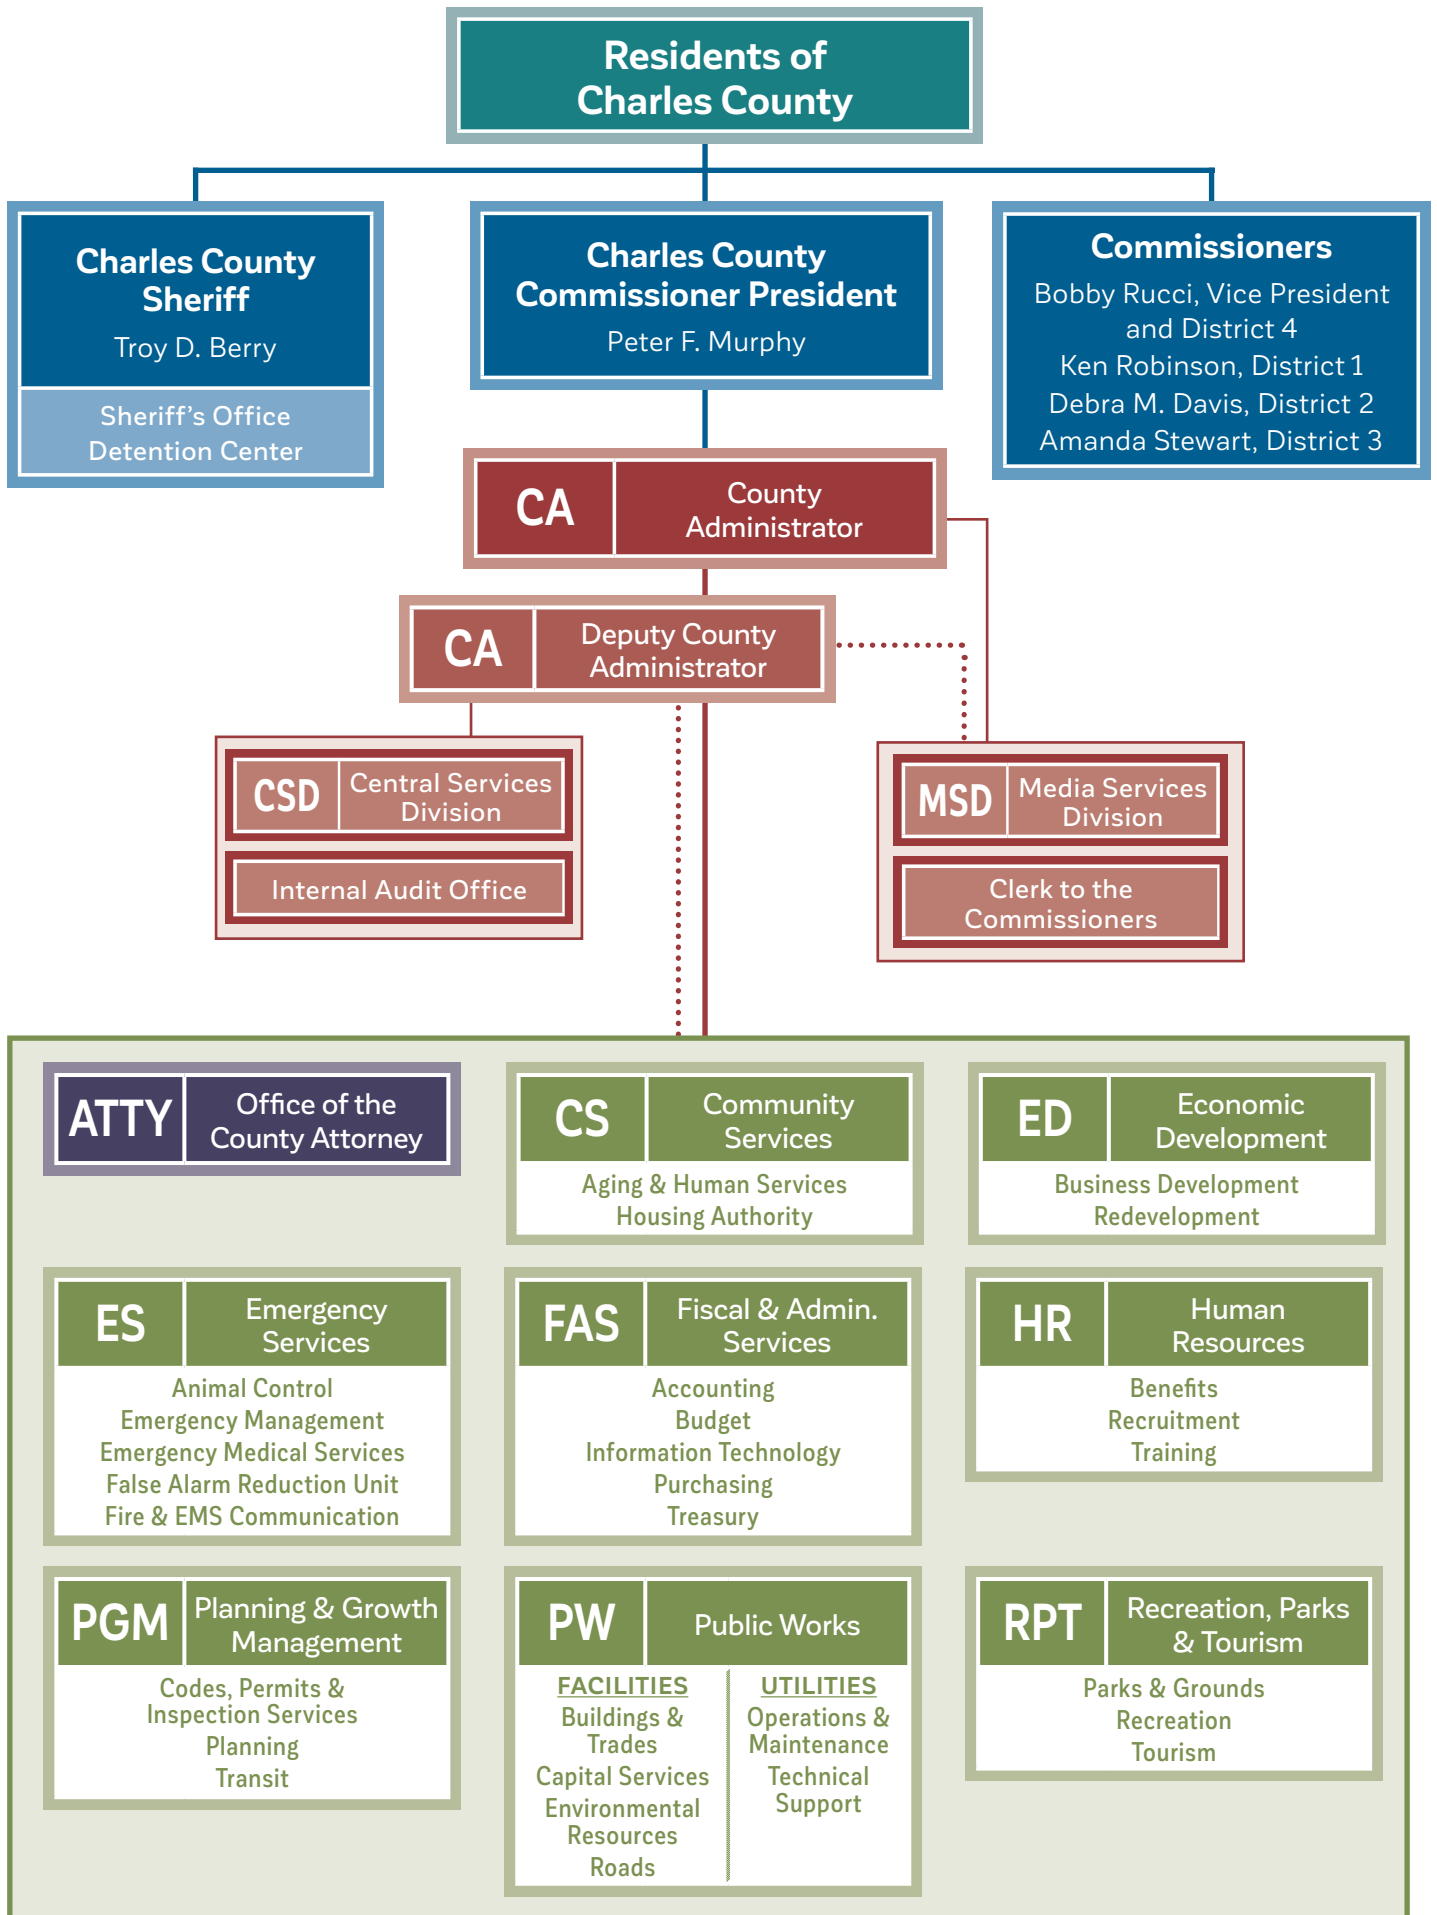 Residents of
Charles County
Charles County
Sheriff
Troy D. Berry
Sheriff's Office
Detention Center
Charles County
Commissioner President
Peter F. Murphy
Commissioners
Bobby Rucci, Vice President
and District 4
Ken Robinson, District 1
Debra M. Davis, District 2
Amanda Stewart, District 3
CA
County
Administrator
CA
Deputy County
Administrator
CSD
Central Services
Division
Internal Audit Office
MSD
Media Services
Division
Clerk to the
Commissioners
ATTY
Office of the
County Attorney
CS
Community
Services
Aging & Human Services
Housing Authority
ED
Economic
Development
Business Development
Redevelopment
ES
Emergency
Services
Animal Control
Emergency Management
Emergency Medical Services
False Alarm Reduction Unit
Fire & EMS Communication
FAS
Fiscal & Admin.
Services
Accounting
Budget
Information Technology
Purchasing
Treasury
HR
Human
Resources
Benefits
Recruitment
Training
PGM
Planning & Growth
Management
Codes, Permits &
Inspection Services
Planning
Transit
PW
Public Works
FACILITIES
Buildings &
Trades
Capital Services
Environmental
Resources
Roads
UTILITIES
Operations &
Maintenance
Technical
Support
RPT
Recreation, Parks
& Tourism
Parks & Grounds
Recreation
Tourism